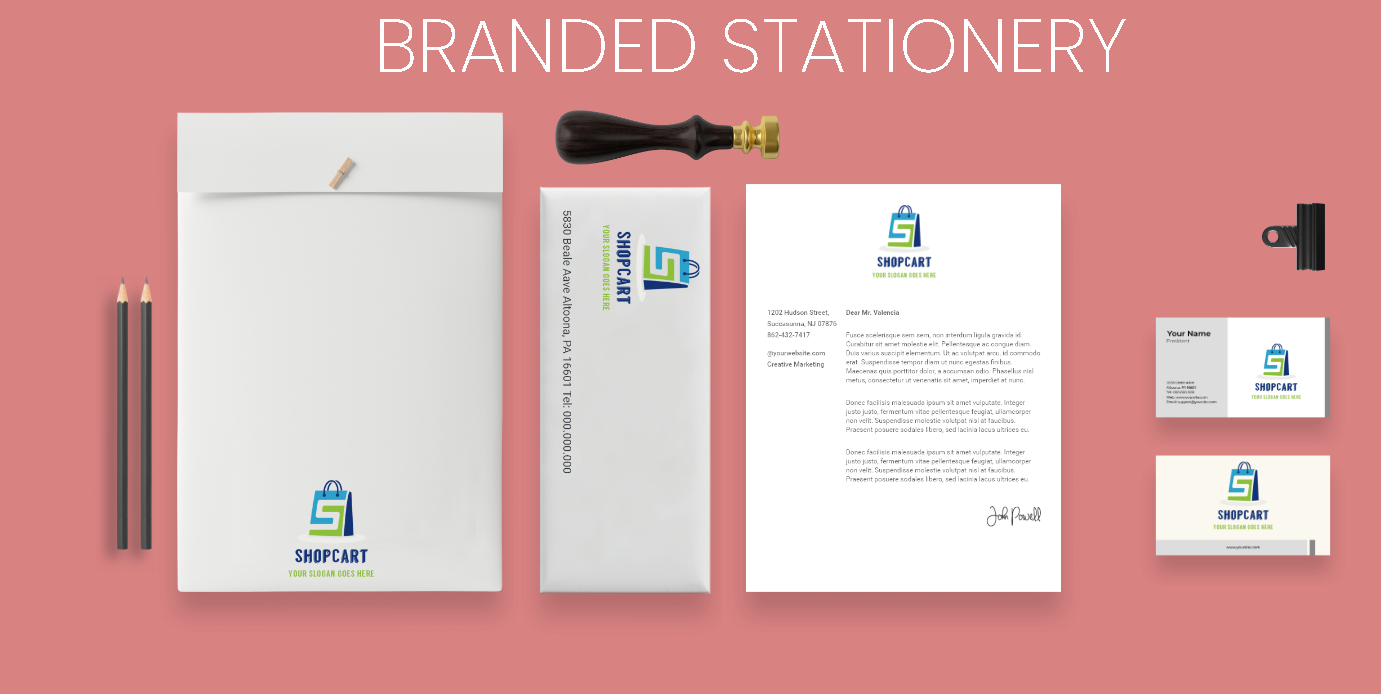 BRANDED STATIONERY
SHOPCART
YOUR SLOGAN GOES HERE
5830 Beale Aave Altoona, PA 16601 Tel: 000.000.000
SHOPCART
YOUR SLOGAN GOES HERE
SHOPCART
YOUR SLOGAN GOES HERE
1202 Hudson Street,
Succasunna, NJ 07876
862-432-7417
@yourwebsite.com
Creative Marketing
Dear Mr. Valencia
Fusce scelerisque sem sem, non interdum ligula gravida id.
Curabitur sit amet molestie elit. Pellentesque ac congue diam.
Duis varius suscipit elementum. Ut ac volutpat arcu, id commodo
erat. Suspendisse tempor diam ut nunc egestas finibus.
Maecenas quis porttitor dolor, a accumsan odio. Phasellus nisl
metus, consectetur ut venenatis sit amet, imperdiet at nunc.
Donec facilisis malesuada ipsum sit amet vulputate. Integer
justo justo, fermentum vitae pellentesque feugiat, ullamcorper
non velit. Suspendisse molestie volutpat nisl at faucibus.
Praesent posuere sodales libero, sed lacinia lacus ultrices eu.
Donec facilisis malesuada ipsum sit amet vulputate. Integer
justo justo, fermentum vitae pellentesque feugiat, ullamcorper
non velit. Suspendisse molestie volutpat nisl at faucibus.
Praesent posuere sodales libero, sed lacinia lacus ultrices eu.
John Powell
Your Name
President
SHOPCART
YOUR SLOGAN GOES HERE
SHOPCART
YOUR SLOGAN GOES HERE